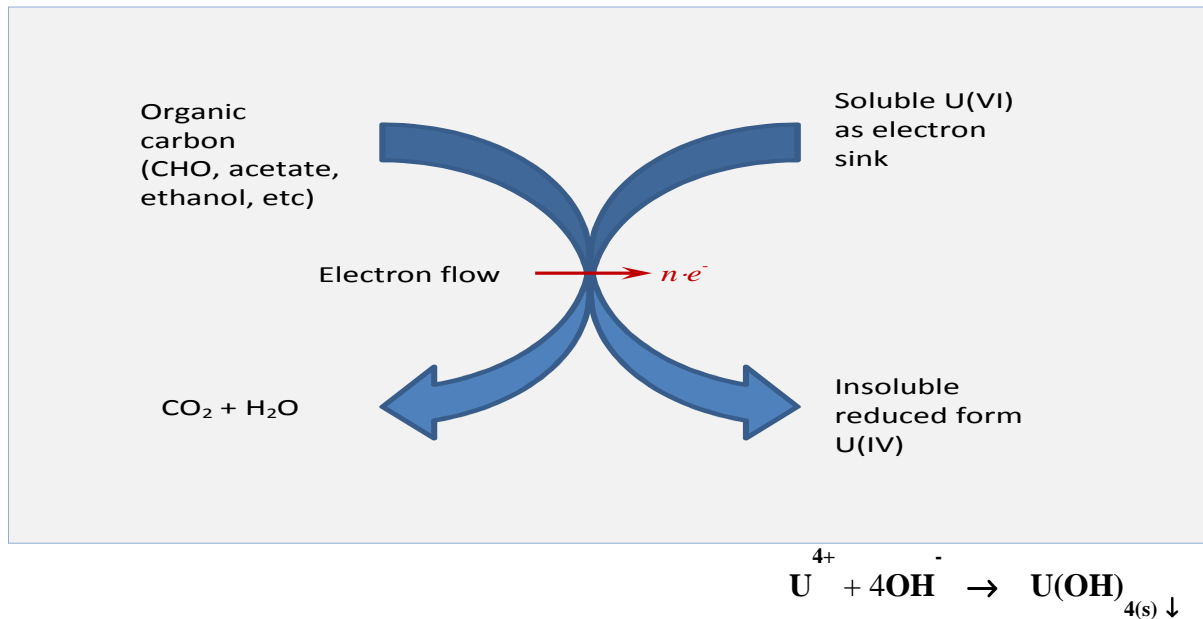 Organic
carbon
(CHO, acetate,
ethanol, etc)
Soluble U(VI)
as electron
sink
Electron flow
n·e⁻
CO₂ + H₂O
Insoluble
reduced form
U(IV)
U⁴⁺ + 4OH⁻ → U(OH)₄₍ₛ₎ ↓